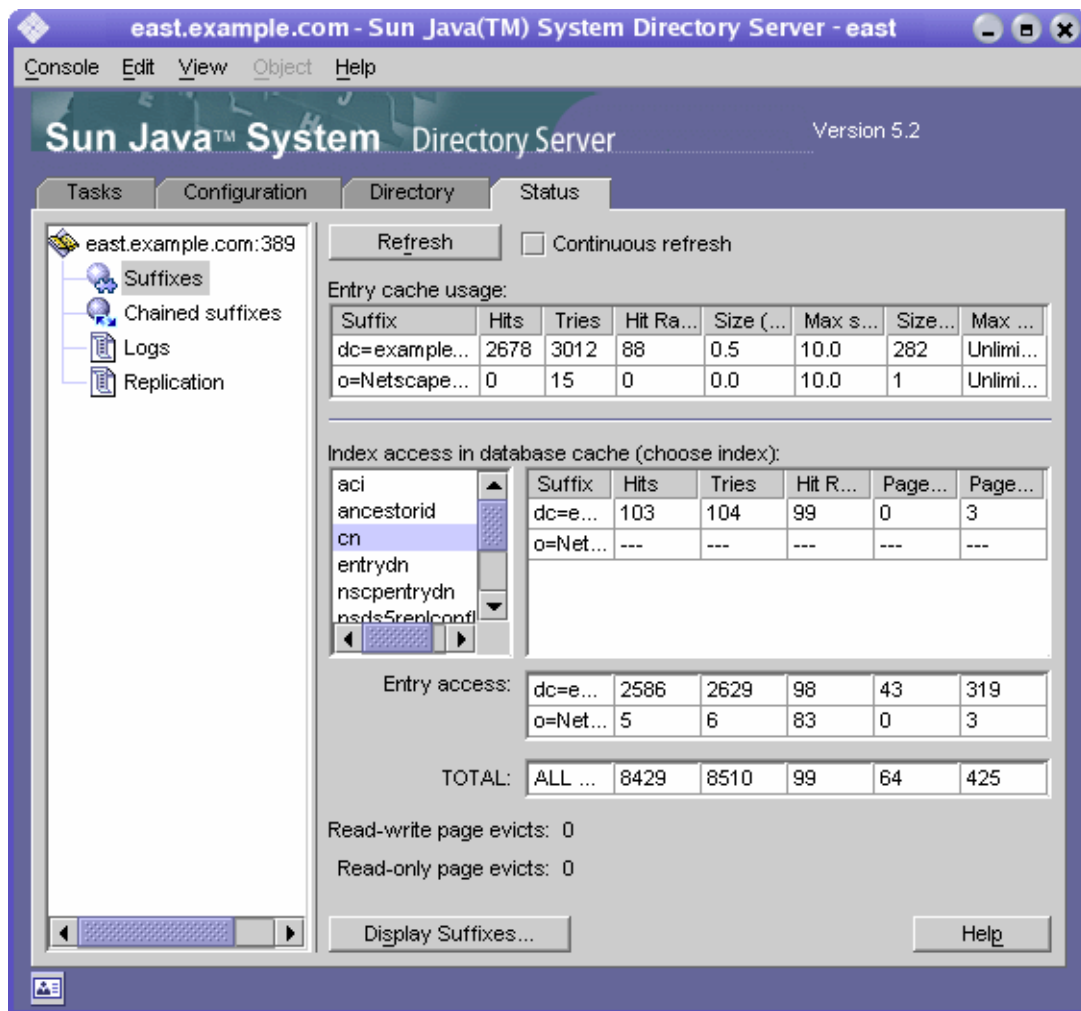 east.example.com - Sun Java(TM) System Directory Server - east
Console Edit View Object Help
Sun Java™ System Directory Server Version 5.2
Tasks Configuration Directory Status
east.example.com:389
Suffixes
Chained suffixes
Logs
Replication
Refresh Continuous refresh
Entry cache usage:
Suffix Hits Tries Hit Ra... Size (... Max s... Size... Max ...
dc=example... 2678 3012 88 0.5 10.0 282 Unlimi...
o=Netscape... 0 15 0 0.0 10.0 1 Unlimi...
Index access in database cache (choose index):
aci
ancestorid
cn
entrydn
nscpentrydn
nsds5replconfl
Suffix Hits Tries Hit R... Page... Page...
dc=e... 103 104 99 0 3
o=Net... --- --- --- --- ---
Entry access: dc=e... 2586 2629 98 43 319
o=Net... 5 6 83 0 3
TOTAL: ALL ... 8429 8510 99 64 425
Read-write page evicts: 0
Read-only page evicts: 0
Display Suffixes... Help